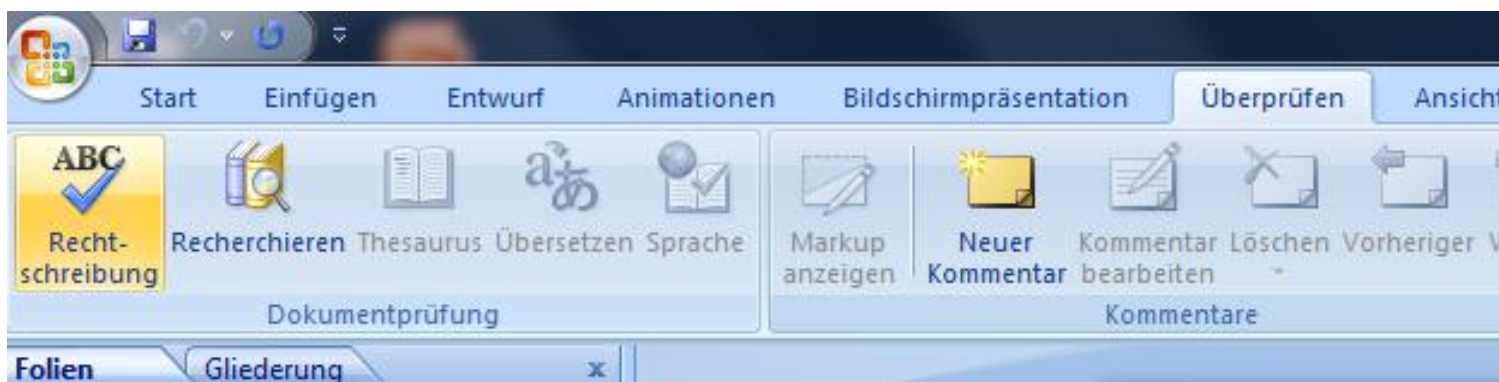 Start Einfügen Entwurf Animationen Bildschirmpräsentation Überprüfen Ansicht
ABC
Recht-
schreibung
Recherchieren
Thesaurus
Übersetzen
Sprache
Markup
anzeigen
Neuer
Kommentar
Kommentar
bearbeiten
Löschen
Vorheriger
Dokumentprüfung
Kommentare
Folien Gliederung x